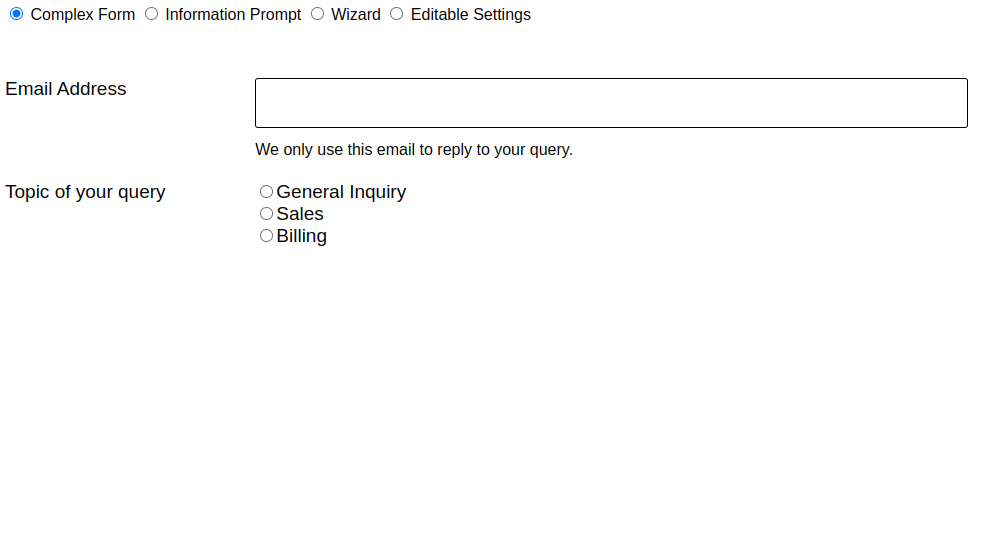 Complex Form Information Prompt Wizard Editable Settings
Email Address
We only use this email to reply to your query.
Topic of your query
General Inquiry
Sales
Billing